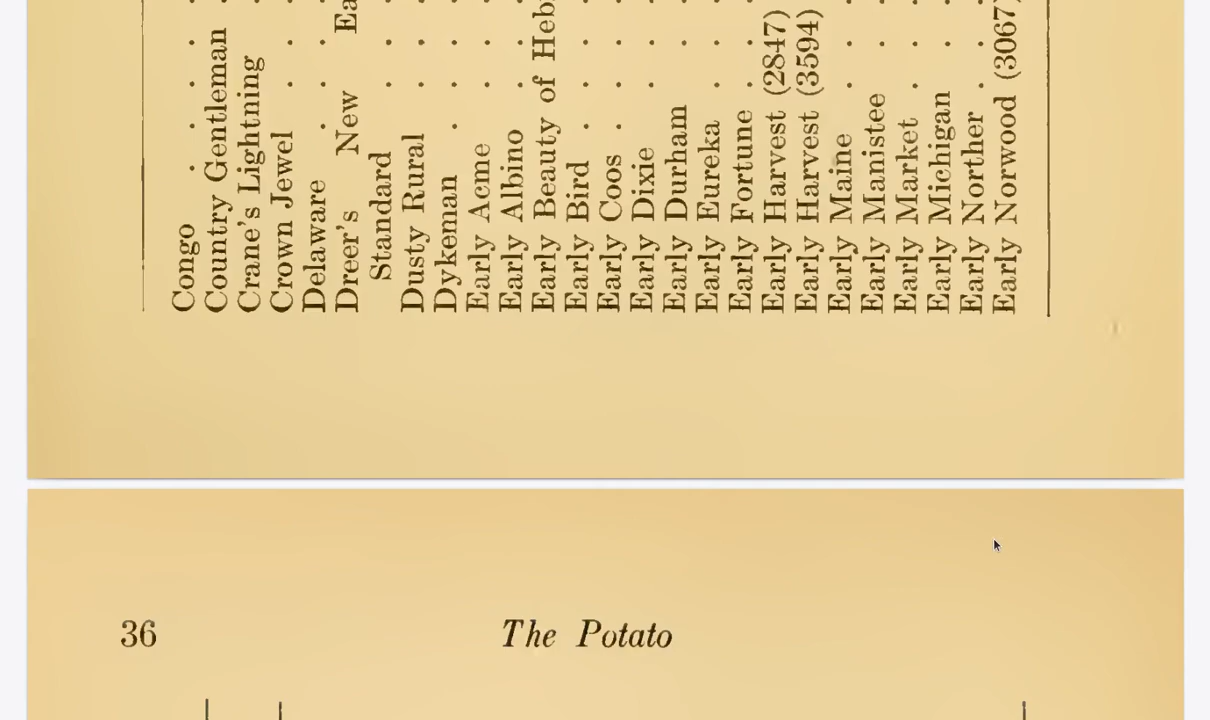 Congo . . . . .
Country Gentleman .
Crane's Lightning .
Crown Jewel . . .
Delaware . . . .
Dreer's New
Standard . . .
Dusty Rural . . .
Dykeman . . . .
Early Acme . . .
Early Albino . . .
Early Beauty of
Early Bird . . . .
Early Coos . . . .
Early Dixie . . .
Early Durham . .
Early Eureka . . .
Early Fortune . . .
Early Harvest (2847)
Early Harvest (3594)
Early Maine . . .
Early Manistee . .
Early Market . . .
Early Michigan . .
Early Norther . . .
Early Norwood (3067)
36 The Potato